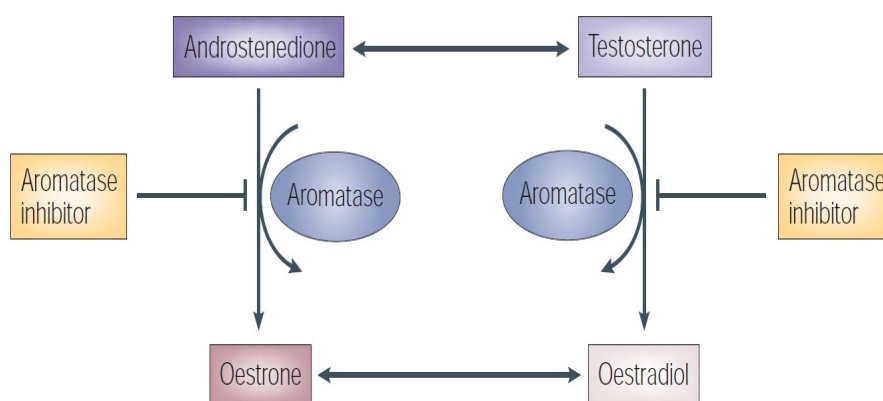 Androstenedione
Testosterone
Aromatase
inhibitor
Aromatase
Aromatase
Aromatase
inhibitor
Oestrone
Oestradiol